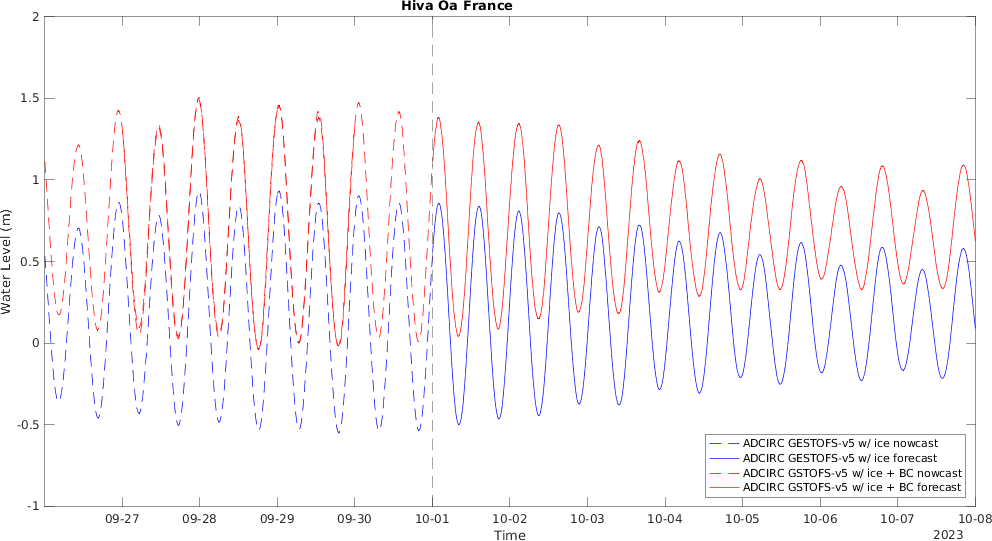 Hiva Oa France
2
1.5
1
0.5
0
-0.5
-1
Water Level (m)
ADCIRC GESTOFS-v5 w/ ice nowcast
ADCIRC GESTOFS-v5 w/ ice forecast
ADCIRC GSTOFS-v5 w/ ice + BC nowcast
ADCIRC GSTOFS-v5 w/ ice + BC forecast
09-27 09-28 09-29 09-30 10-01 10-02 10-03 10-04 10-05 10-06 10-07 10-08
Time
2023